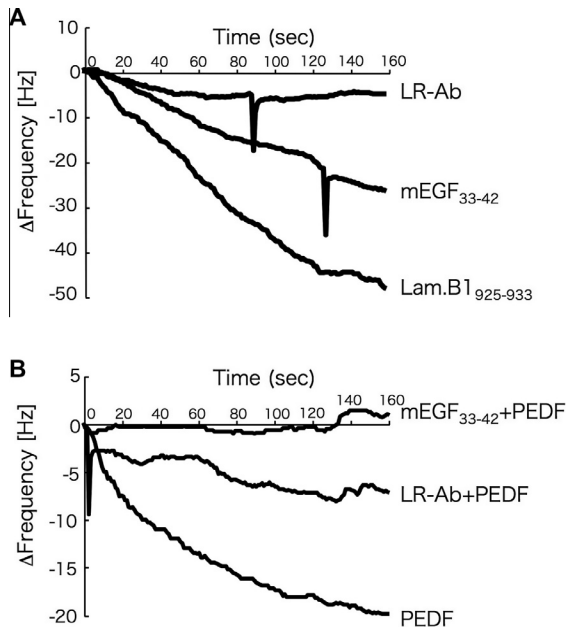 A
Time (sec)
10
0
-10
-20
-30
-40
-50
0 20 40 60 80 100 120 140 160
ΔFrequency [Hz]
LR-Ab
mEGF33-42
Lam.B1925-933
B
Time (sec)
5
0
-5
-10
-15
-20
0 20 40 60 80 100 120 140 160
ΔFrequency [Hz]
mEGF33-42+PEDF
LR-Ab+PEDF
PEDF